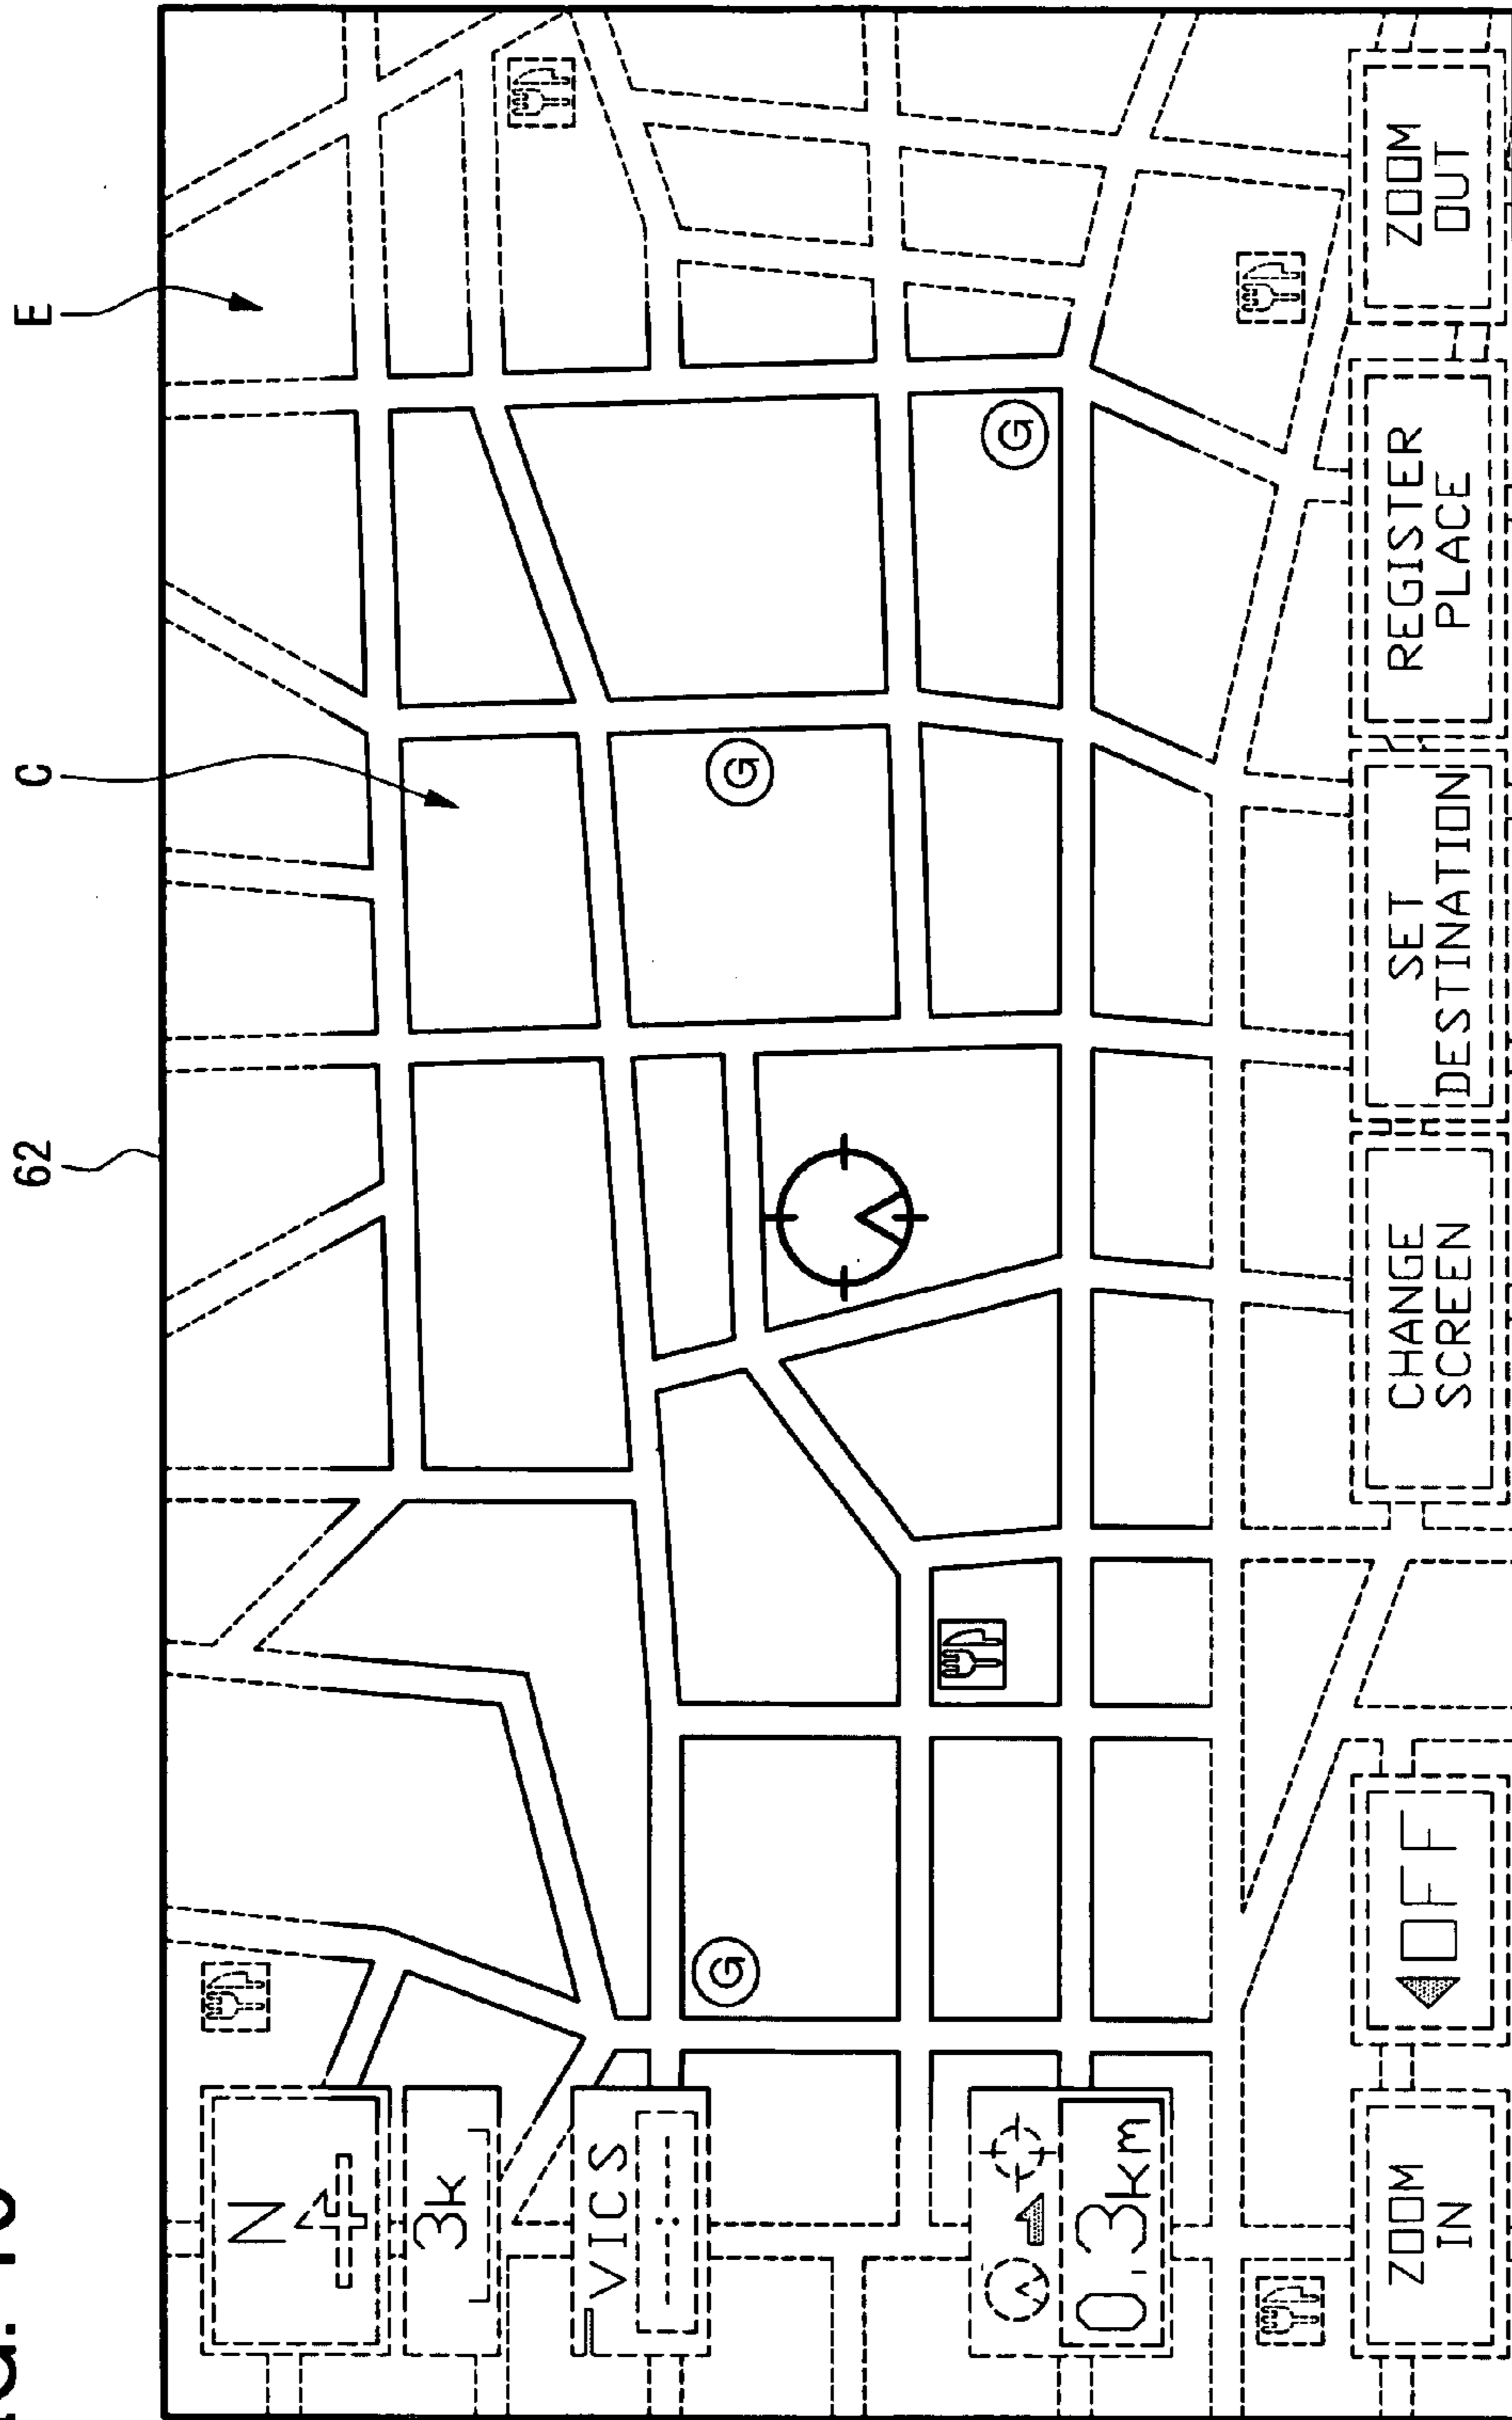 62
C
E
N
3k
VICS
--:--
G
G
G
0.3km
ZOOM
IN
OFF
CHANGE
SCREEN
SET
DESTINATION
REGISTER
PLACE
ZOOM
OUT